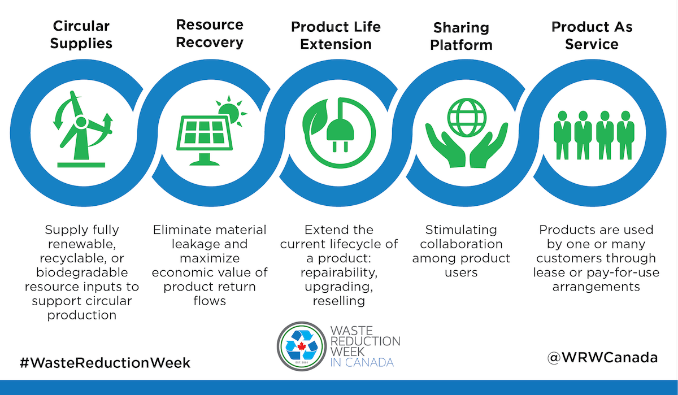 Circular
Supplies
Resource
Recovery
Product Life
Extension
Sharing
Platform
Product As
Service
Supply fully
renewable,
recyclable, or
biodegradable
resource inputs to
support circular
production
Eliminate material
leakage and
maximize
economic value of
product return
flows
Extend the
current lifecycle of
a product:
repairability,
upgrading,
reselling
Stimulating
collaboration
among product
users
Products are used
by one or many
customers through
lease or pay-for-use
arrangements
#WasteReductionWeek
WASTE
REDUCTION
WEEK
IN CANADA
@WRWCanada